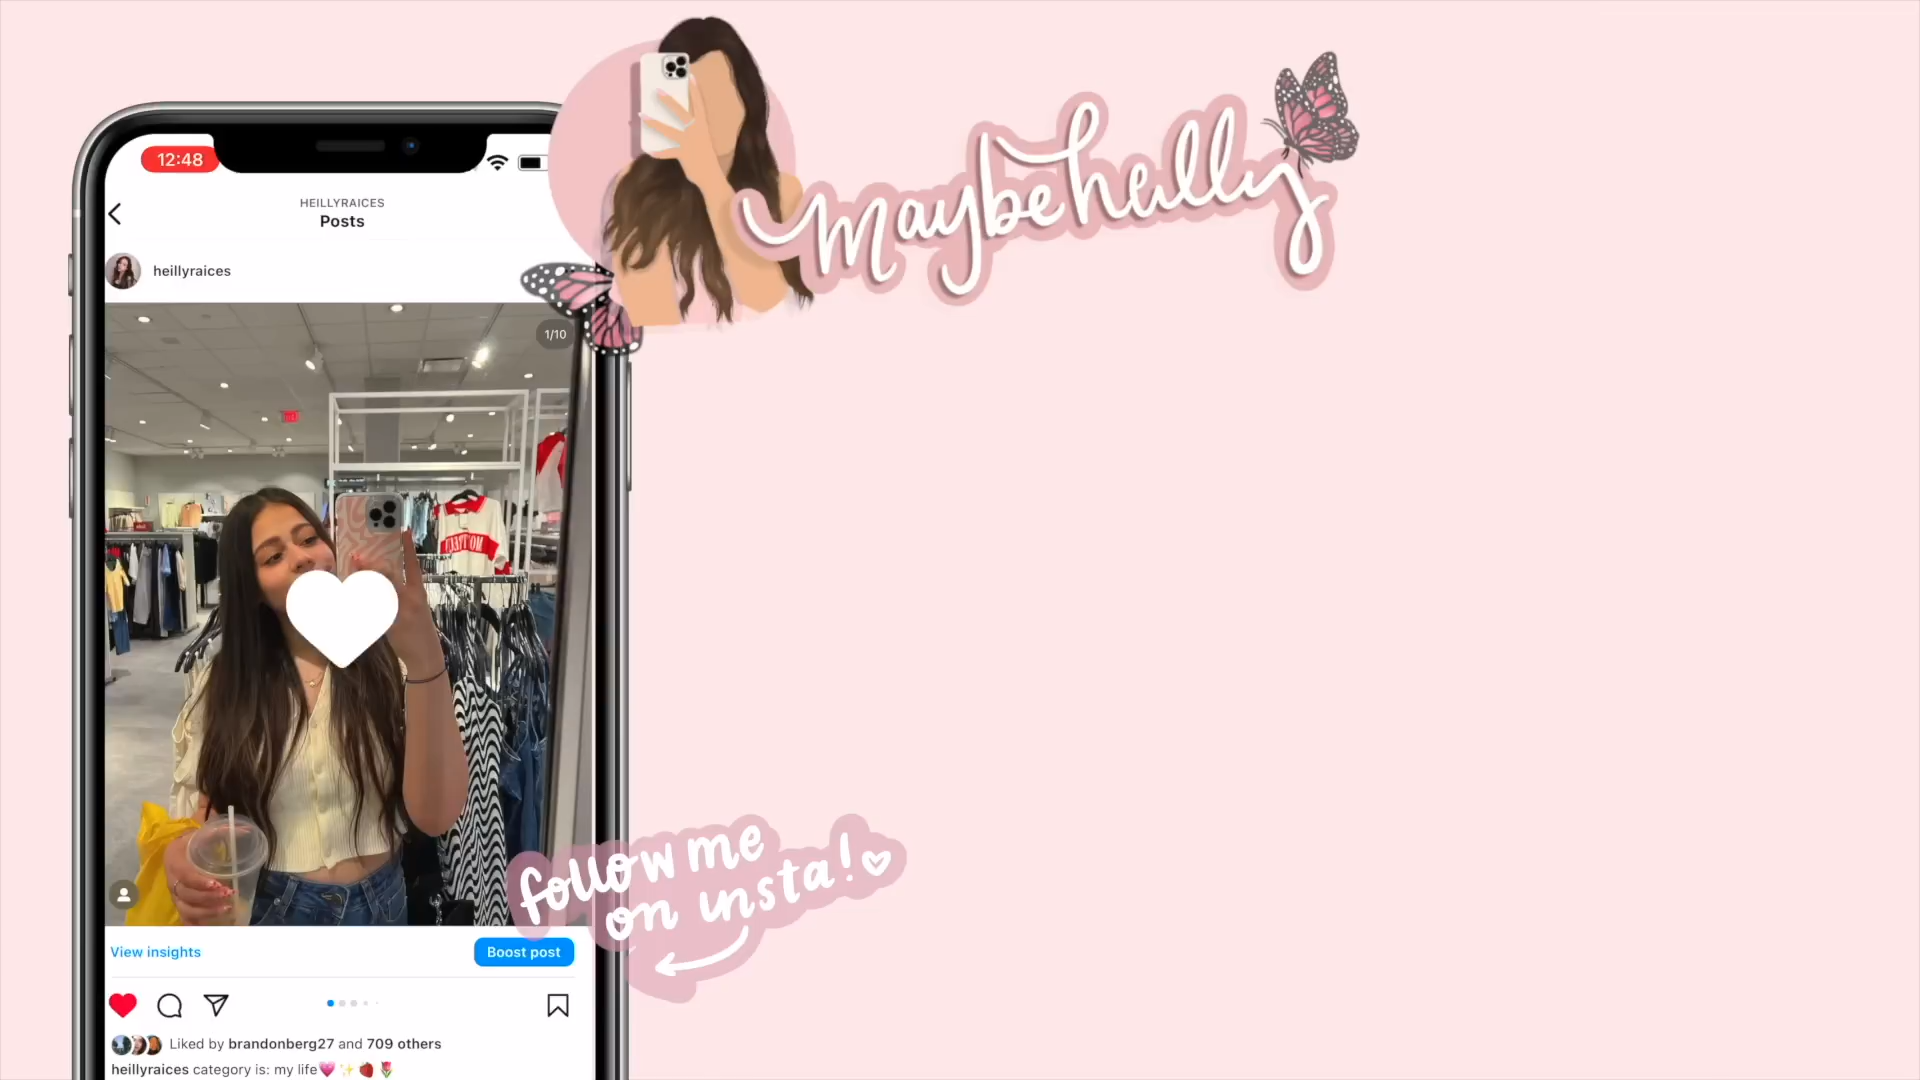 12:48
HEILLYRAICES
Posts
heillyraices
1/10
maybeheilly
follow me
on insta!
View insights
Boost post
Liked by brandonberg27 and 709 others
heillyraices category is: my life💗✨🍓🌷